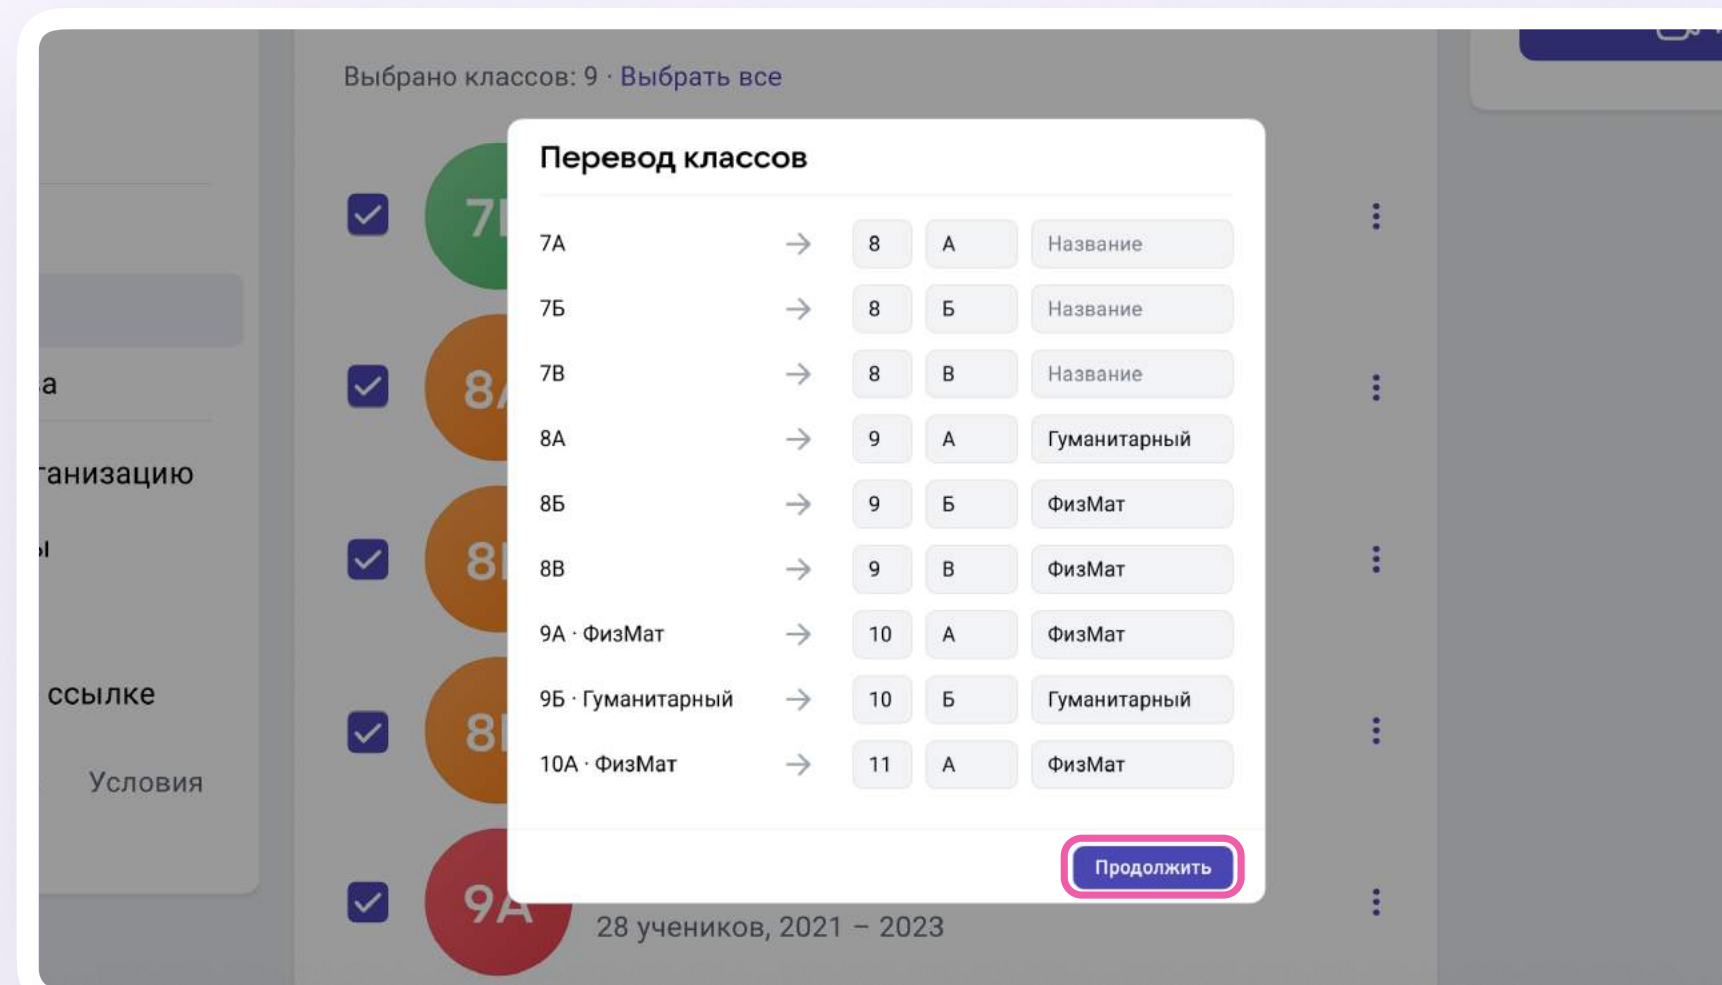 Выбрано классов: 9 · Выбрать все
Перевод классов
7А → 8 А Название
7Б → 8 Б Название
7В → 8 В Название
8А → 9 А Гуманитарный
8Б → 9 Б ФизМат
8В → 9 В ФизМат
9А · ФизМат → 10 А ФизМат
9Б · Гуманитарный → 10 Б Гуманитарный
10А · ФизМат → 11 А ФизМат
Продолжить
28 учеников, 2021 – 2023
9А
ссылке
Условия